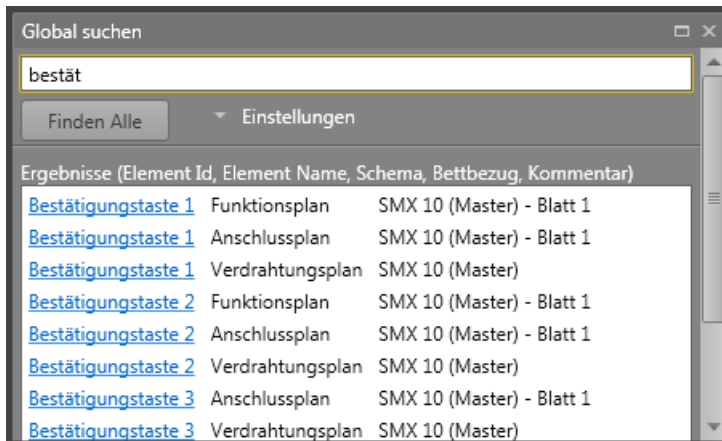 Global suchen
bestät
Finden Alle Einstellungen
Ergebnisse (Element Id, Element Name, Schema, Bettbezug, Kommentar)
Bestätigungstaste 1 Funktionsplan SMX 10 (Master) - Blatt 1
Bestätigungstaste 1 Anschlussplan SMX 10 (Master) - Blatt 1
Bestätigungstaste 1 Verdrahtungsplan SMX 10 (Master)
Bestätigungstaste 2 Funktionsplan SMX 10 (Master) - Blatt 1
Bestätigungstaste 2 Anschlussplan SMX 10 (Master) - Blatt 1
Bestätigungstaste 2 Verdrahtungsplan SMX 10 (Master)
Bestätigungstaste 3 Anschlussplan SMX 10 (Master) - Blatt 1
Bestätigungstaste 3 Verdrahtungsplan SMX 10 (Master)